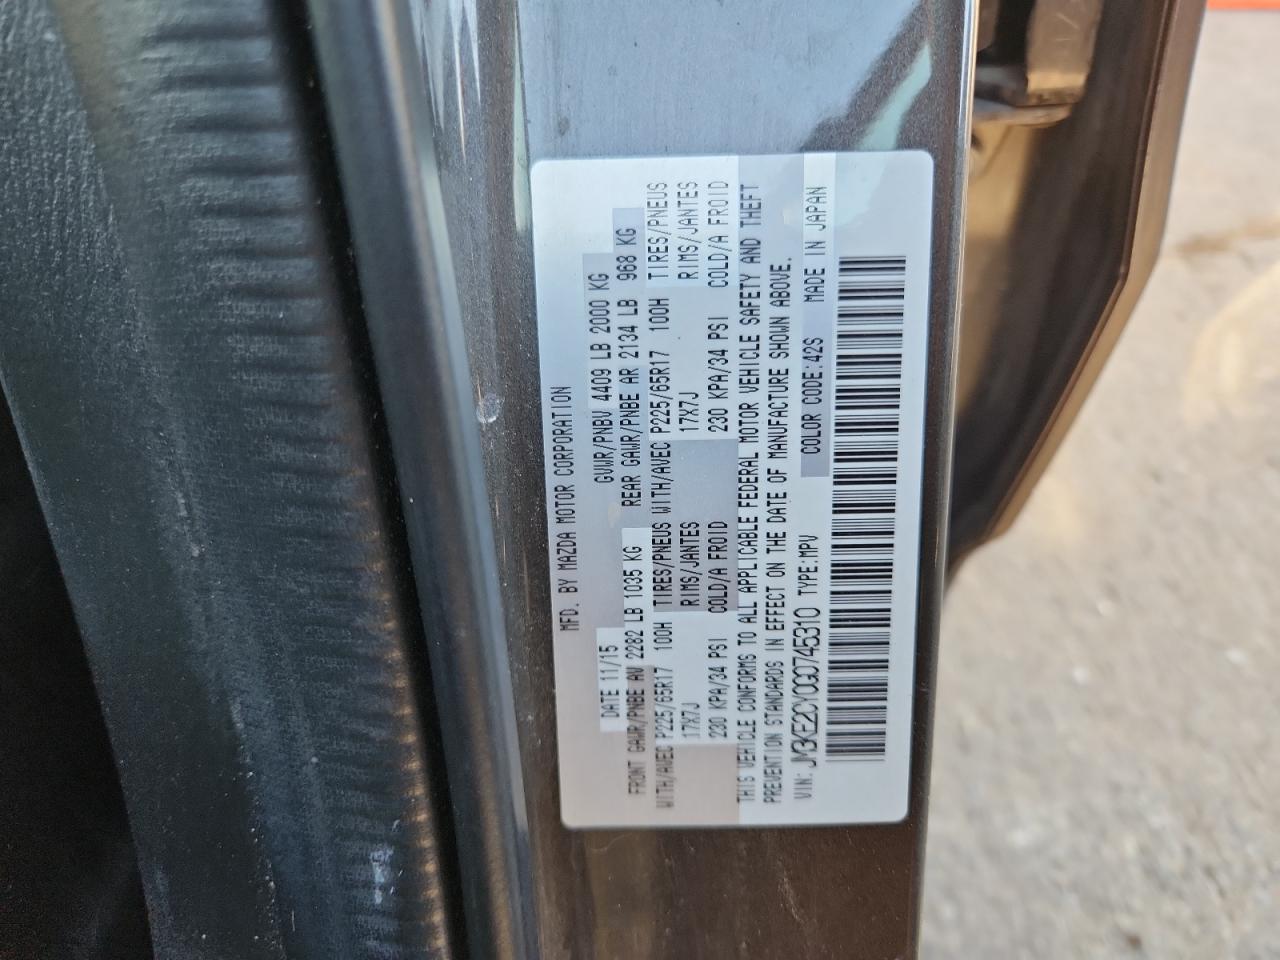 MFD. BY MAZDA MOTOR CORPORATION
DATE 11/15 GVWR/PNBV 4409 LB 2000 KG
FRONT GAWR/PNBE AV 2282 LB 1035 KG REAR GAWR/PNBE AR 2134 LB 968 KG
WITH/AVEC P225/65R17 100H TIRES/PNEUS WITH/AVEC P225/65R17 100H TIRES/PNEUS
17X7J RIMS/JANTES 17X7J RIMS/JANTES
230 KPA/34 PSI COLD/A FROID 230 KPA/34 PSI COLD/A FROID
THIS VEHICLE CONFORMS TO ALL APPLICABLE FEDERAL MOTOR VEHICLE SAFETY AND THEFT
PREVENTION STANDARDS IN EFFECT ON THE DATE OF MANUFACTURE SHOWN ABOVE.
VIN: JM3KE2CY0G0745310 TYPE:MPV COLOR CODE:42S MADE IN JAPAN